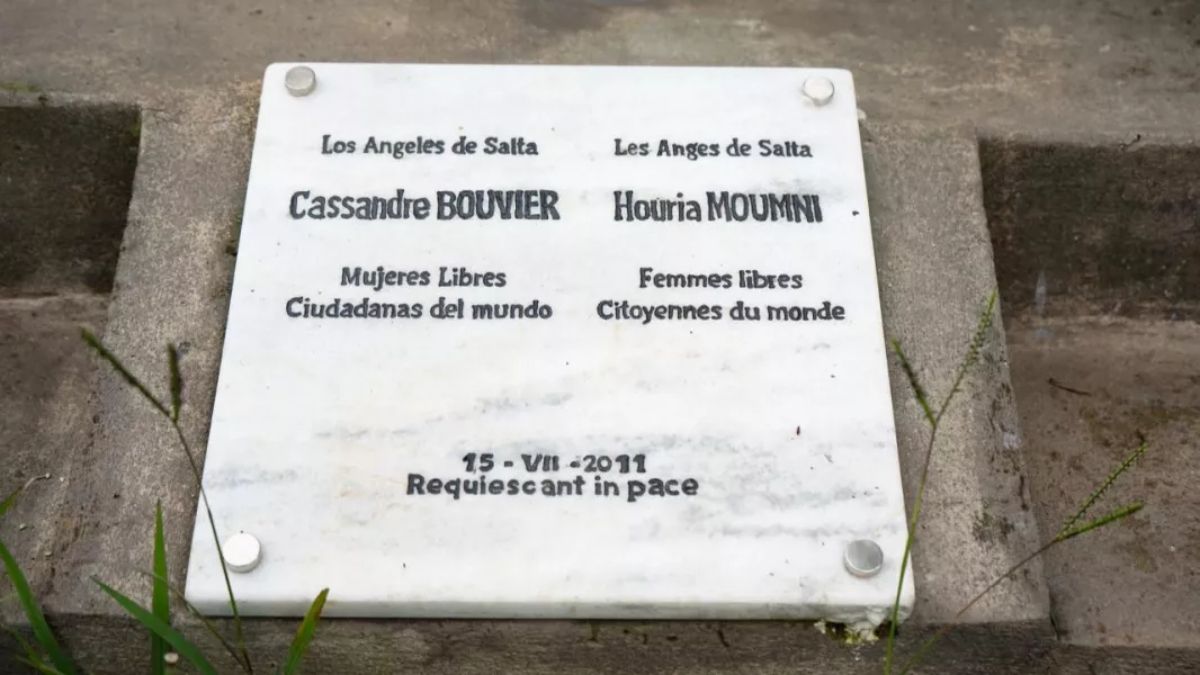 Los Angeles de Salta
Les Anges de Salta
Cassandre BOUVIER
Houria MOUMNI
Mujeres Libres
Ciudadanas del mundo
Femmes libres
Citoyennes du monde
15 - VII - 2011
Requiescant in pace